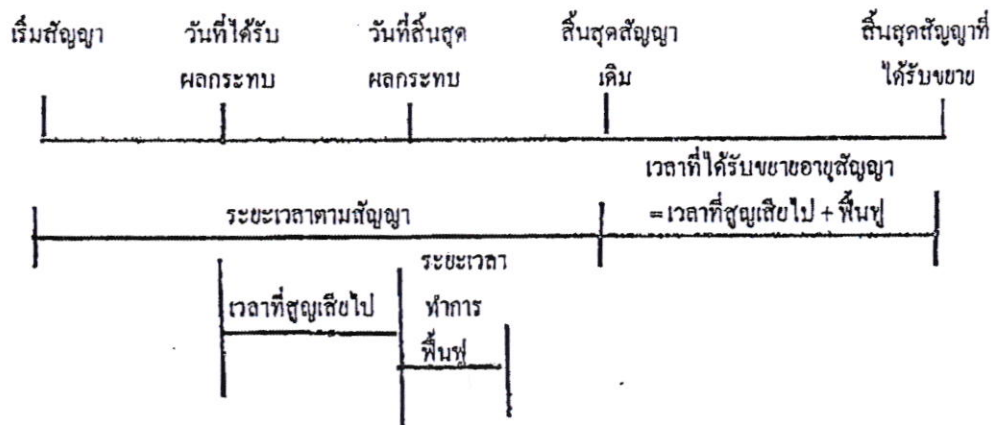 เริ่มสัญญา วันที่ได้รับ วันที่สิ้นสุด สิ้นสุดสัญญา สิ้นสุดสัญญาที่
ผลกระทบ ผลกระทบ เดิม ได้รับขยาย
เวลาที่ได้รับขยายอายุสัญญา
ระยะเวลาตามสัญญา =เวลาที่สูญเสียไป + ฟื้นฟู
ระยะเวลา
เวลาที่สูญเสียไป ทำการ
ฟื้นฟู